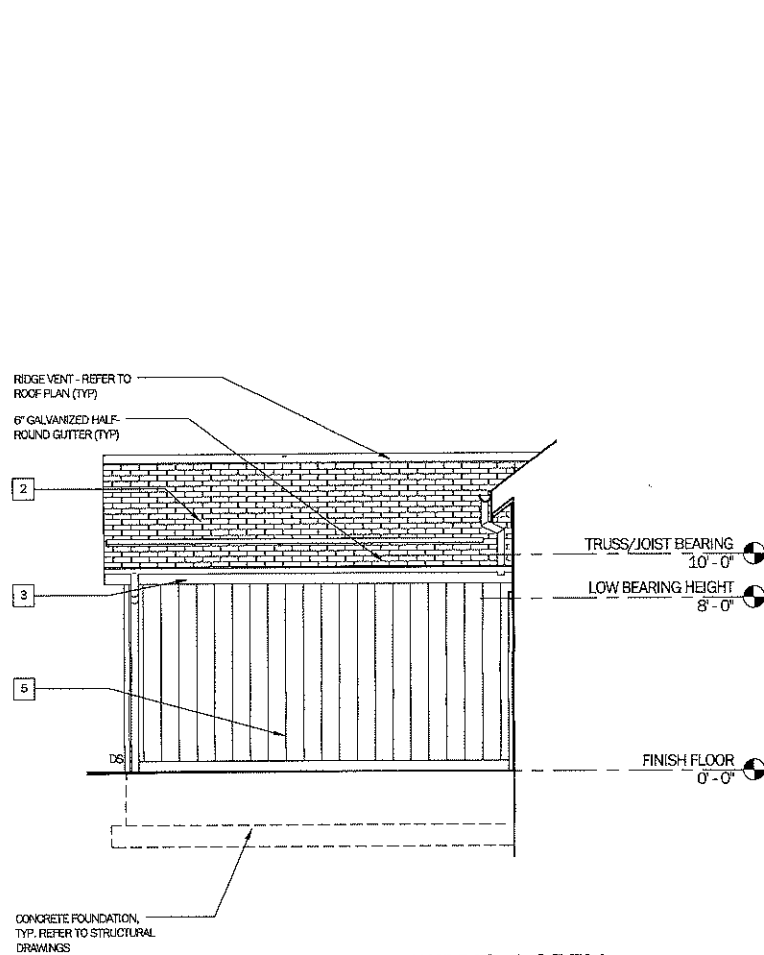 RIDGE VENT - REFER TO
ROOF PLAN (TYP)
6" GALVANIZED HALF-
ROUND GUTTER (TYP)
2
TRUSS/JOIST BEARING
10' - 0"
LOW BEARING HEIGHT
8' - 0"
3
5
DS
FINISH FLOOR
0' - 0"
CONCRETE FOUNDATION,
TYP. REFER TO STRUCTURAL
DRAWINGS